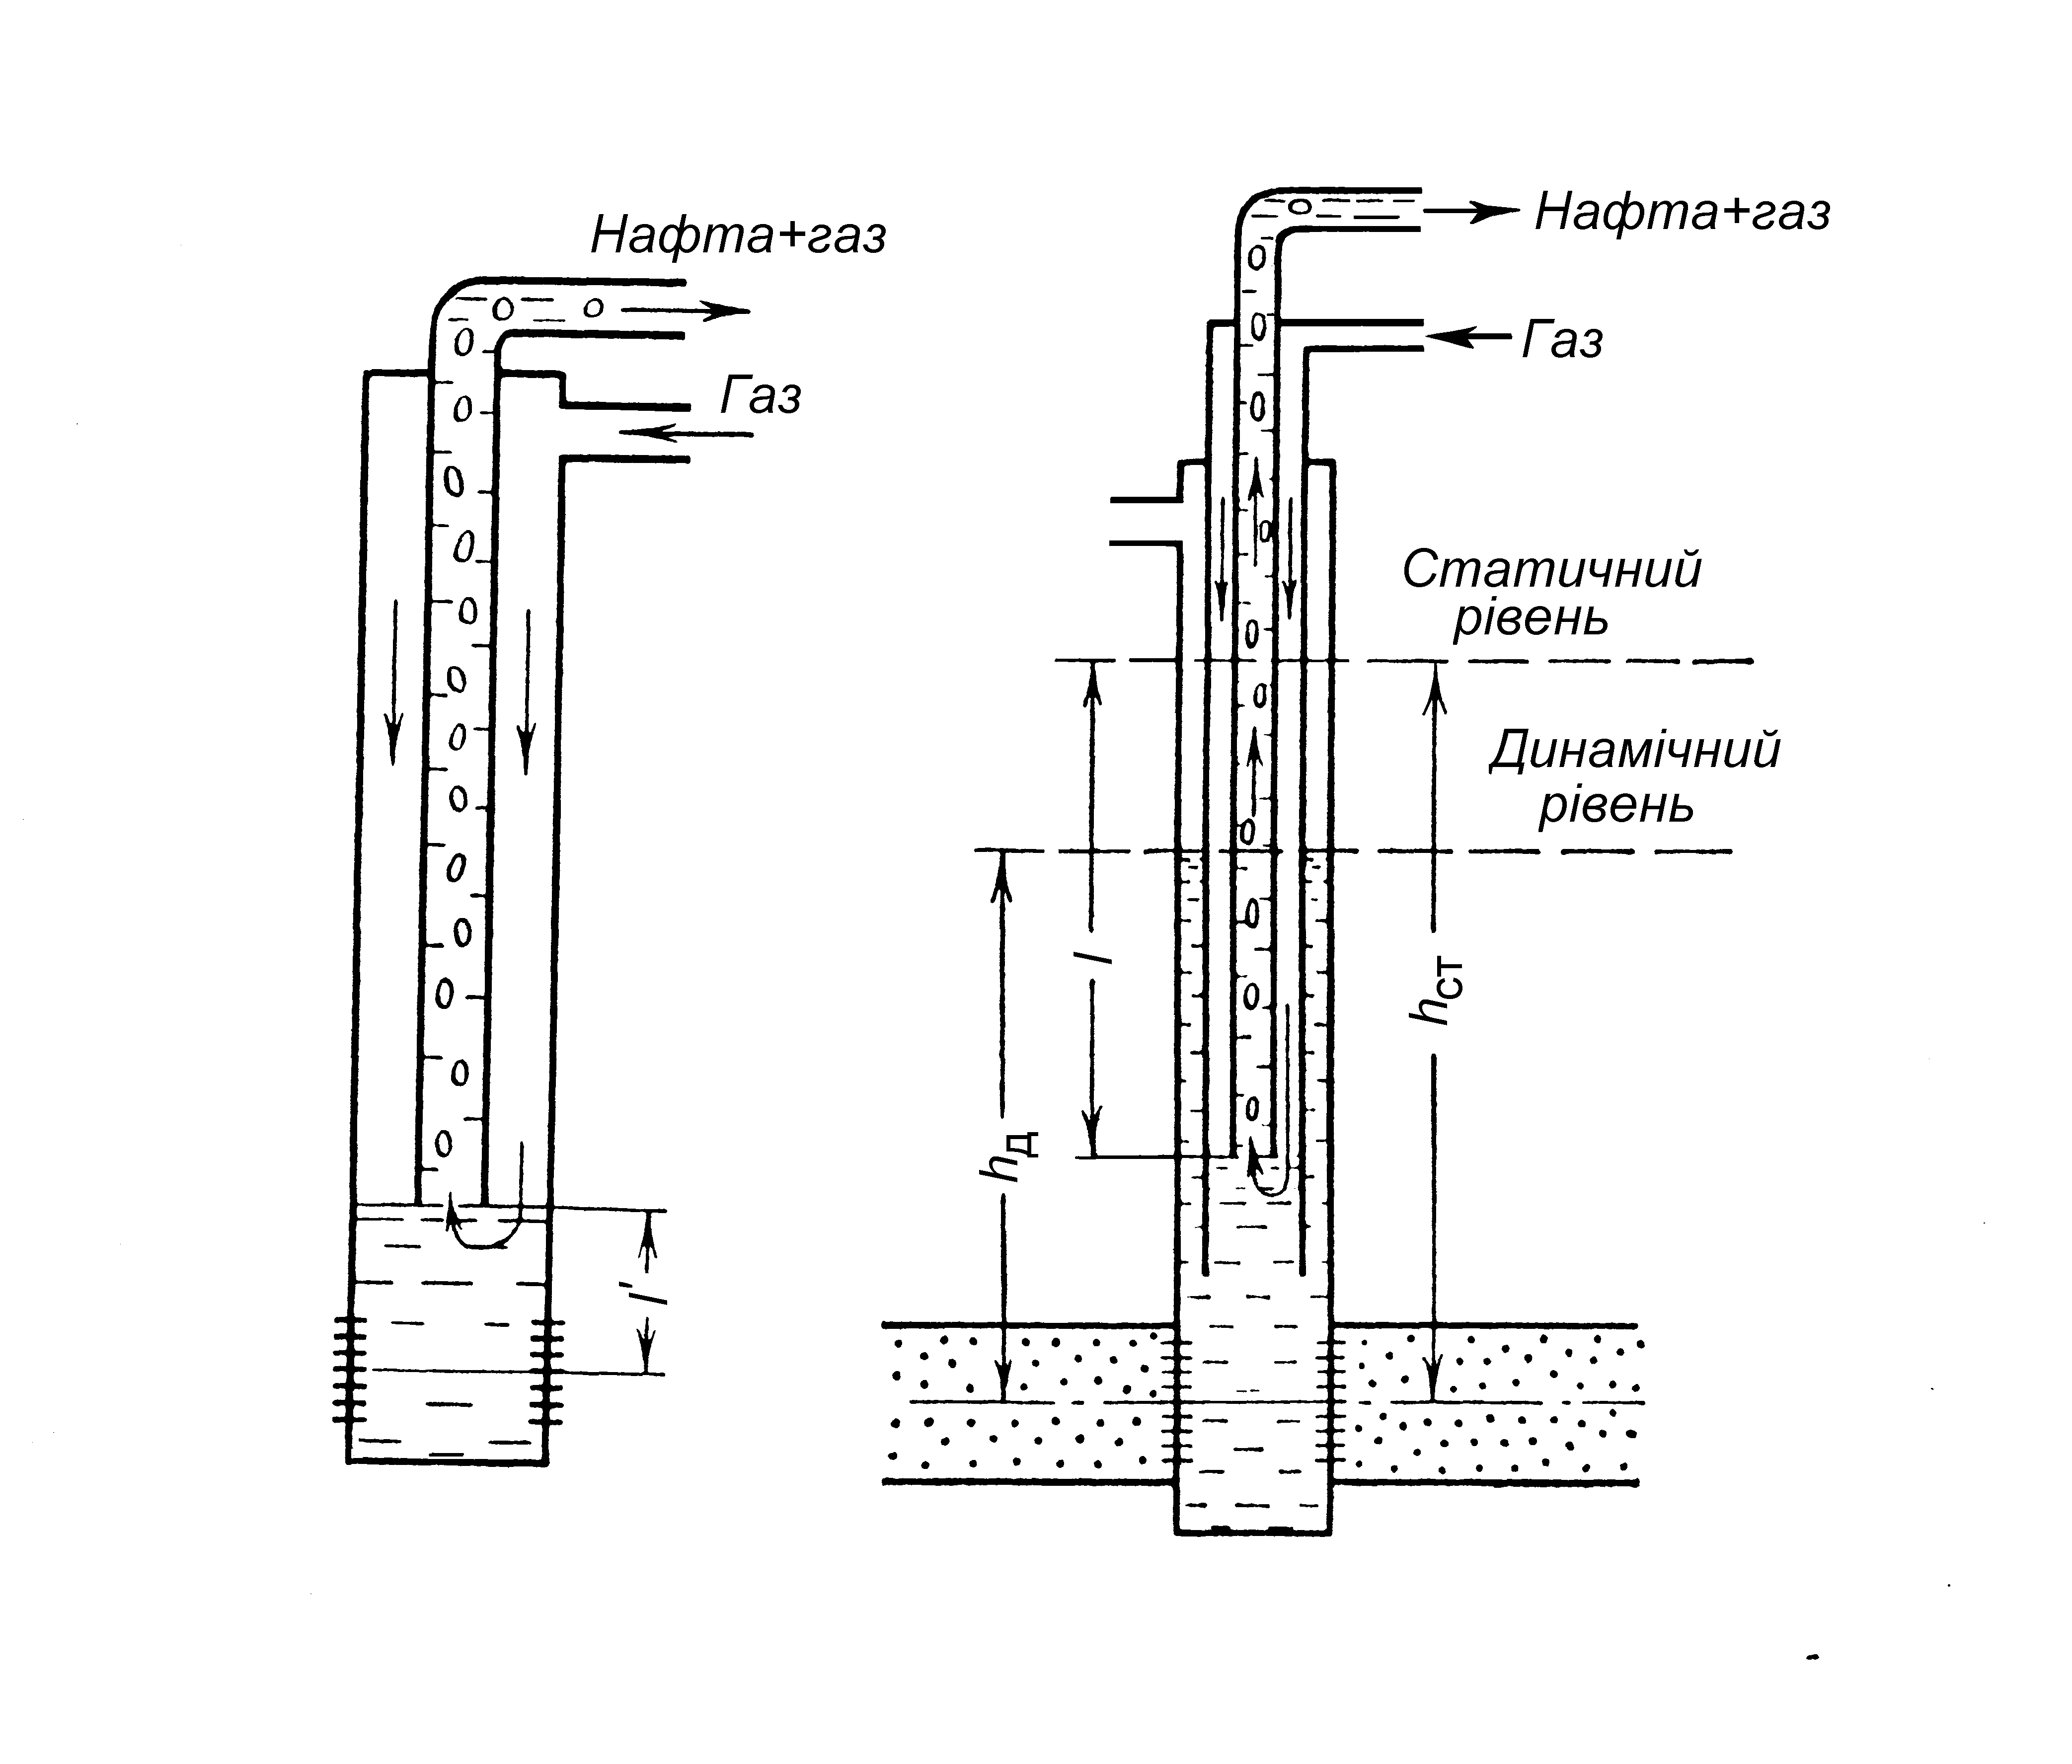 Нафта+газ
Газ
l'
Нафта+газ
Газ
Статичний
рівень
Динамічний
рівень
l
hст
hд